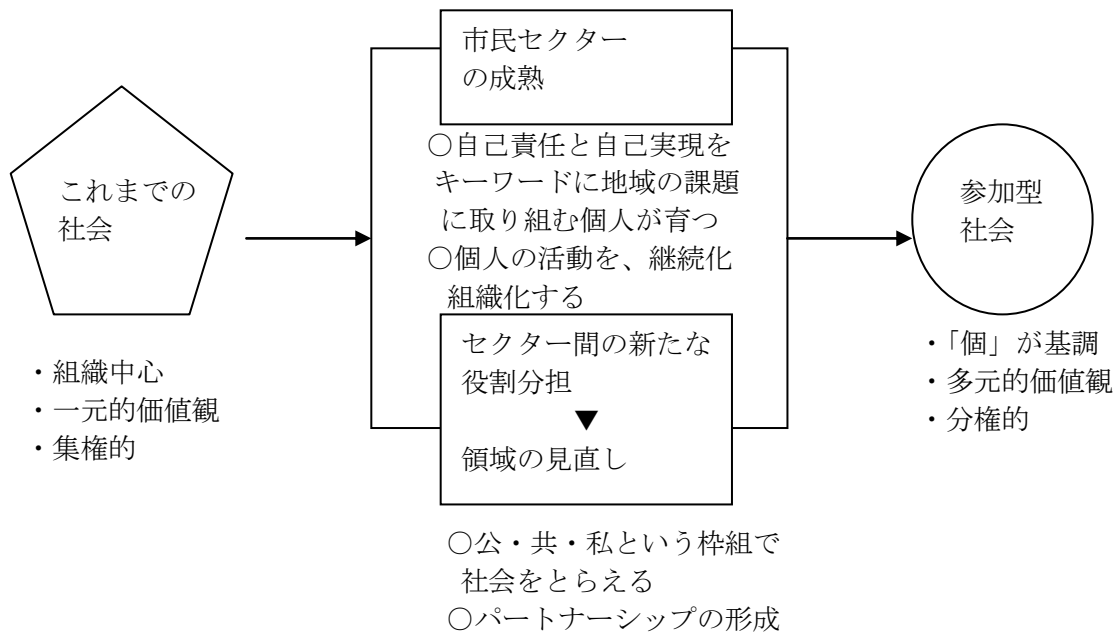 これまでの
社会
・組織中心
・一元的価値観
・集権的
市民セクター
の成熟
○自己責任と自己実現を
キーワードに地域の課題
に取り組む個人が育つ
○個人の活動を、継続化
組織化する
セクター間の新たな
役割分担
▼
領域の見直し
○公・共・私という枠組で
社会をとらえる
○パートナーシップの形成
参加型
社会
・「個」が基調
・多元的価値観
・分権的